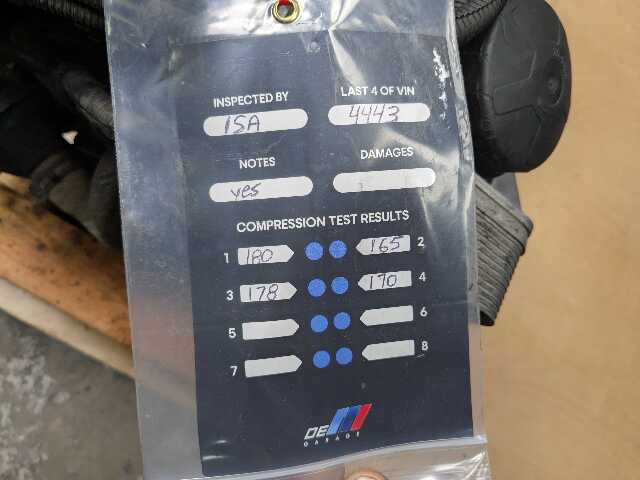 INSPECTED BY
ISA
LAST 4 OF VIN
4443
NOTES
yes
DAMAGES
COMPRESSION TEST RESULTS
1 180 165 2
3 178 170 4
5 6
7 8
DE
GARAGE